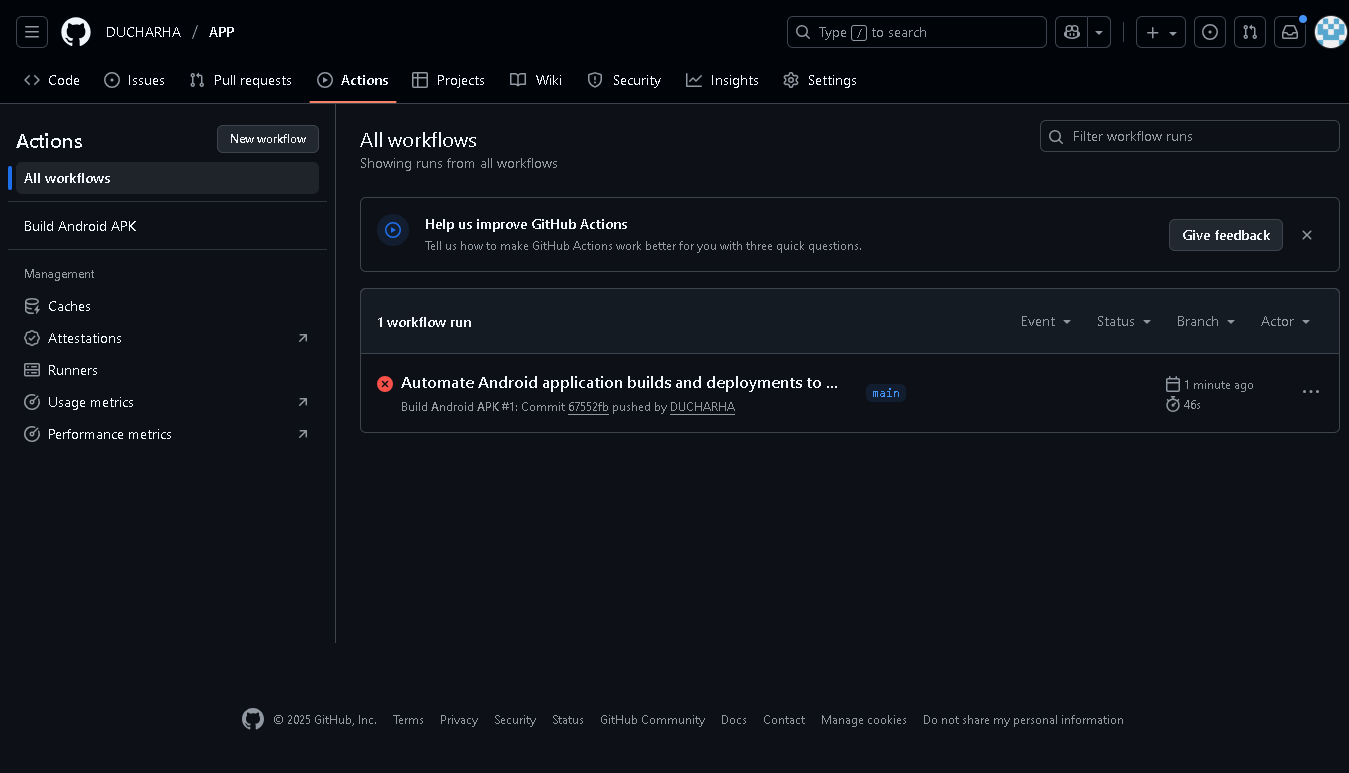 DUCHARHA / APP
Type / to search
Code
Issues
Pull requests
Actions
Projects
Wiki
Security
Insights
Settings
Actions
New workflow
All workflows
Build Android APK
Management
Caches
Attestations
Runners
Usage metrics
Performance metrics
All workflows
Showing runs from all workflows
Filter workflow runs
Help us improve GitHub Actions
Tell us how to make GitHub Actions work better for you with three quick questions.
Give feedback
1 workflow run
Event
Status
Branch
Actor
Automate Android application builds and deployments to ...
Build Android APK #1: Commit 67552fb pushed by DUCHARHA
main
1 minute ago
46s
© 2025 GitHub, Inc.
Terms
Privacy
Security
Status
GitHub Community
Docs
Contact
Manage cookies
Do not share my personal information